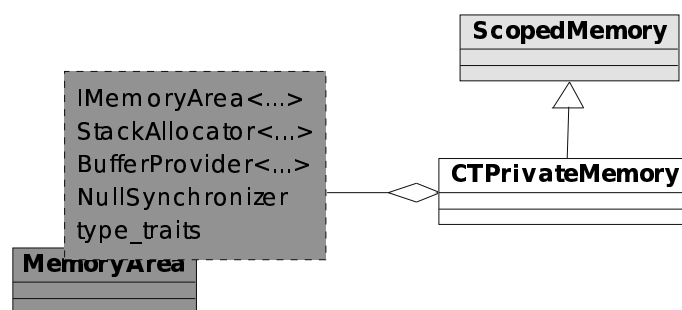 ScopedMemory
IMemoryArea<...>
StackAllocator<...>
BufferProvider<...>
CTPrivateMemory
NullSynchronizer
type_traits
MemoryArea